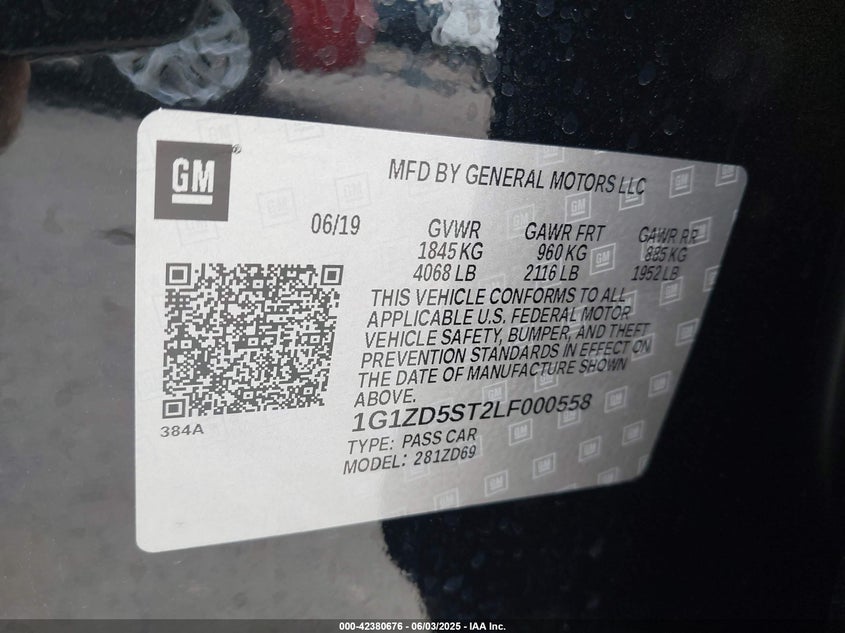 GM
MFD BY GENERAL MOTORS LLC
06/19 GVWR GAWR FRT GAWR RR
1845 KG 960 KG 885 KG
4068 LB 2116 LB 1952 LB
THIS VEHICLE CONFORMS TO ALL
APPLICABLE U.S. FEDERAL MOTOR
VEHICLE SAFETY, BUMPER, AND THEFT
PREVENTION STANDARDS IN EFFECT ON
THE DATE OF MANUFACTURE SHOWN
ABOVE.
384A
1G1ZD5ST2LF000558
TYPE: PASS CAR
MODEL: 281ZD69
000-42380676 - 06/03/2025 - IAA Inc.